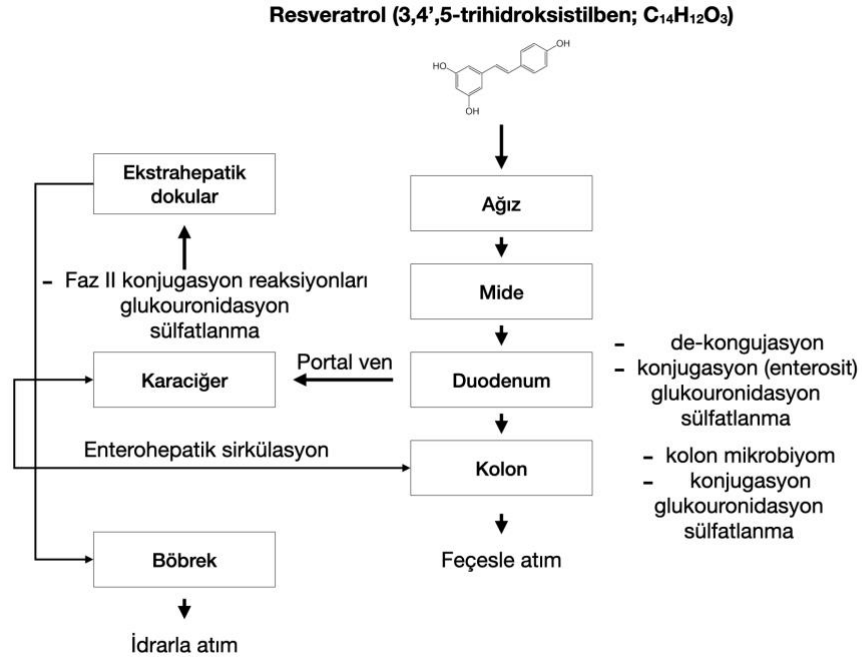 Resveratrol (3,4',5-trihidroksistilben; C₁₄H₁₂O₃)
OH
HO
OH
Ekstrahepatik
dokular
Ağız
– Faz II konjugasyon reaksiyonları
glukouronidasyon
sülfatlanma
Mide
Portal ven
Karaciğer
Duodenum
– de-kongujasyon
– konjugasyon (enterosit)
glukouronidasyon
sülfatlanma
Enterohepatik sirkülasyon
Kolon
– kolon mikrobiyom
– konjugasyon
glukouronidasyon
sülfatlanma
Böbrek
Feçesle atım
İdrarla atım